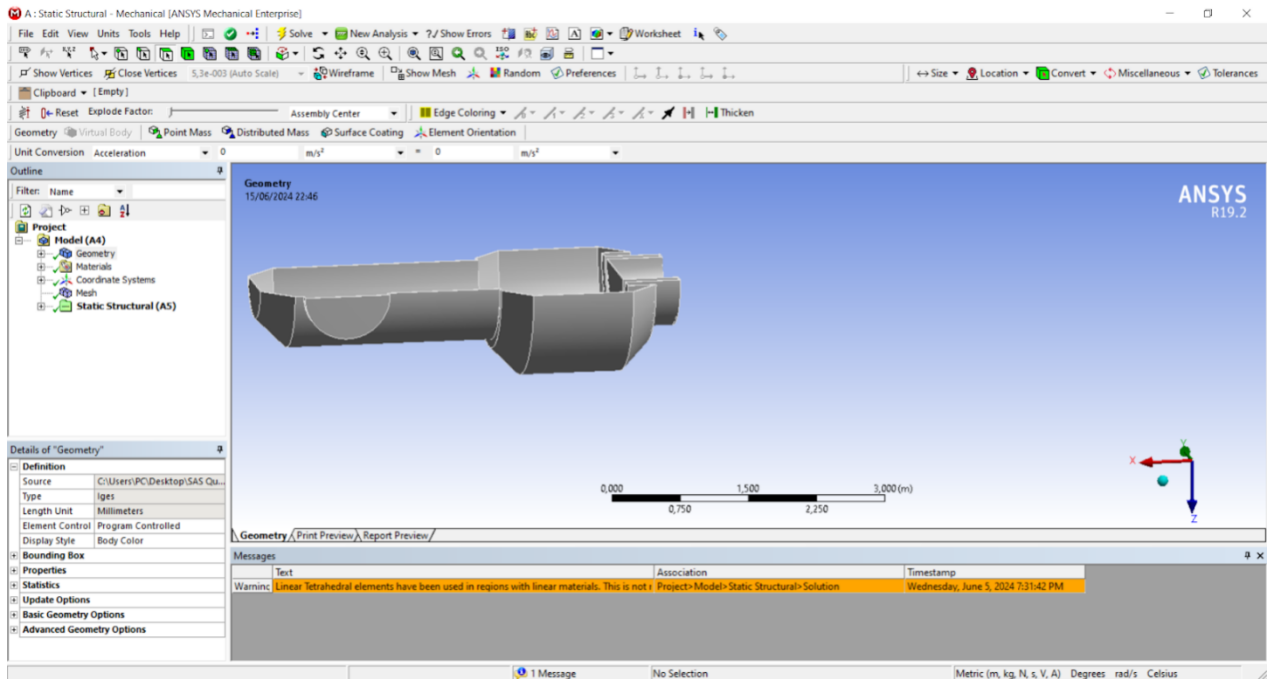 A : Static Structural - Mechanical [ANSYS Mechanical Enterprise]
File Edit View Units Tools Help Solve New Analysis ?/ Show Errors Worksheet
Show Vertices Close Vertices 5,3e-003 (Auto Scale) Wireframe Show Mesh Random Preferences Size Location Convert Miscellaneous Tolerances
Clipboard [Empty]
Reset Explode Factor: Assembly Center Edge Coloring Thicken
Geometry Virtual Body Point Mass Distributed Mass Surface Coating Element Orientation
Unit Conversion Acceleration 0 m/s² = 0 m/s²
Outline
Filter: Name
Project
Model (A4)
Geometry
Materials
Coordinate Systems
Mesh
Static Structural (A5)
Geometry
15/06/2024 22:46
ANSYS
R19.2
X Y Z
0,000 1,500 3,000 (m)
0,750 2,250
Geometry Print Preview Report Preview
Details of "Geometry"
Definition
Source C:\Users\PC\Desktop\SAS Qu...
Type Iges
Length Unit Millimeters
Element Control Program Controlled
Display Style Body Color
Bounding Box
Properties
Statistics
Update Options
Basic Geometry Options
Advanced Geometry Options
Messages
Text Association Timestamp
Warning Linear Tetrahedral elements have been used in regions with linear materials. This is not r Project>Model>Static Structural>Solution Wednesday, June 5, 2024 7:31:42 PM
1 Message No Selection Metric (m, kg, N, s, V, A) Degrees rad/s Celsius